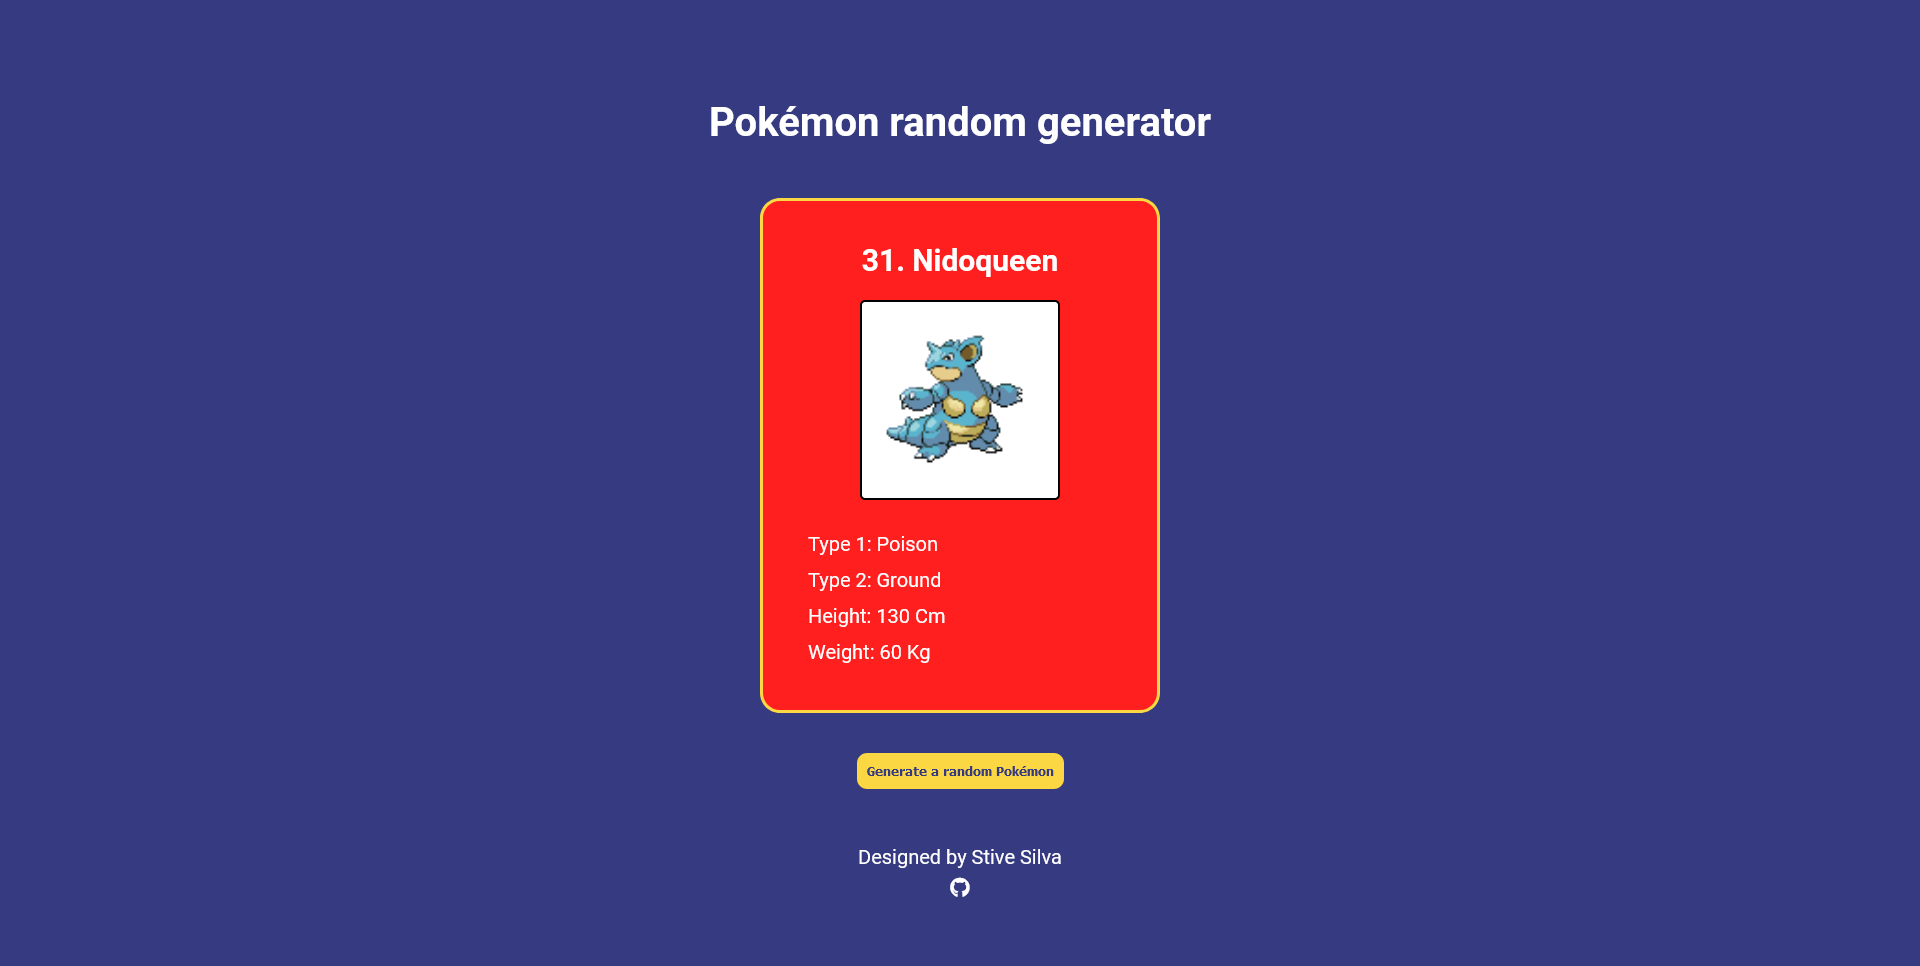 Pokémon random generator
31. Nidoqueen
Type 1: Poison
Type 2: Ground
Height: 130 Cm
Weight: 60 Kg
Generate a random Pokémon
Designed by Stive Silva